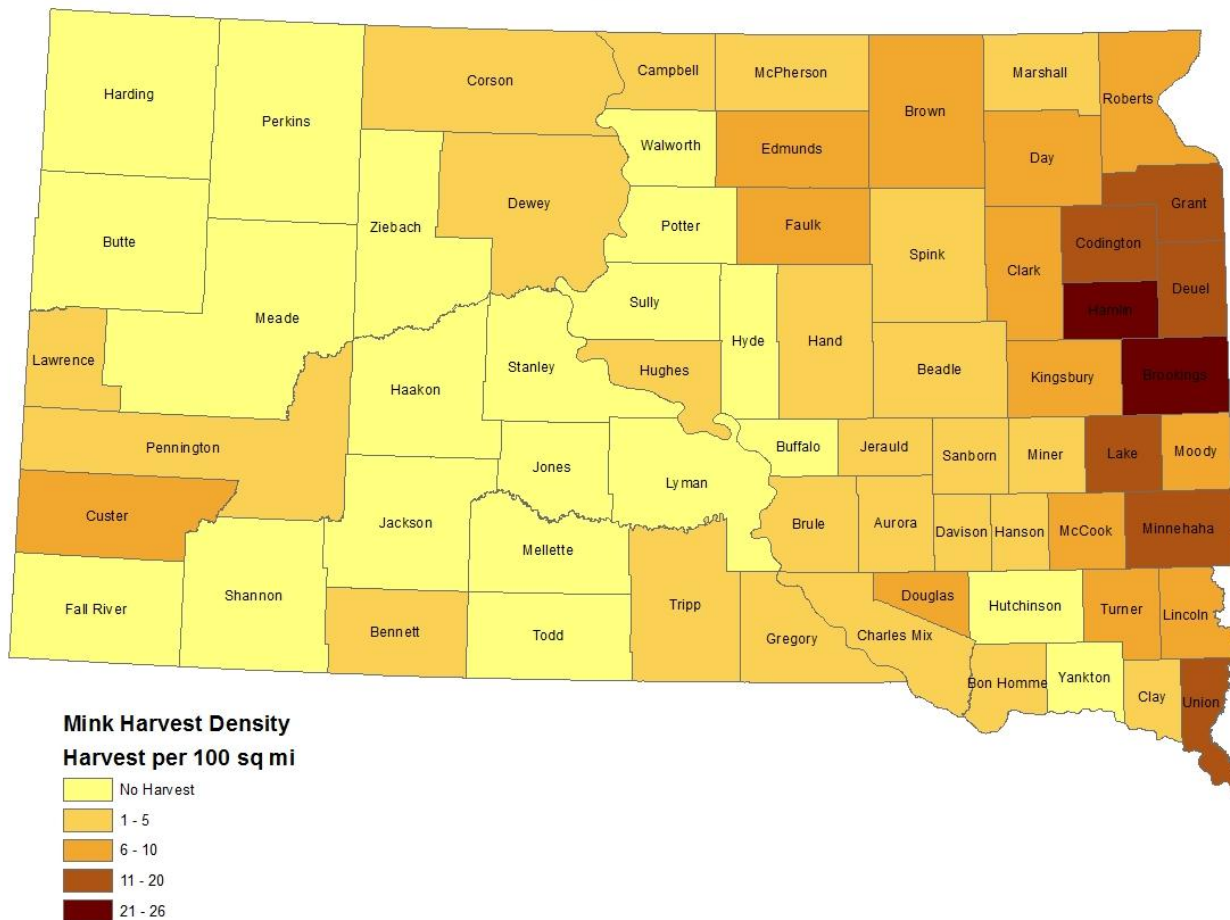 Harding
Perkins
Corson
Campbell
McPherson
Brown
Marshall
Roberts
Walworth
Edmunds
Day
Butte
Ziebach
Dewey
Potter
Faulk
Spink
Clark
Codington
Grant
Deuel
Hamlin
Meade
Sully
Hyde
Hand
Lawrence
Haakon
Stanley
Hughes
Beadle
Kingsbury
Brookings
Pennington
Jones
Lyman
Buffalo
Jerauld
Sanborn
Miner
Lake
Moody
Custer
Jackson
Mellette
Brule
Aurora
Davison
Hanson
McCook
Minnehaha
Fall River
Shannon
Bennett
Todd
Tripp
Gregory
Charles Mix
Douglas
Hutchinson
Turner
Lincoln
Bon Homme
Yankton
Clay
Union
Mink Harvest Density
Harvest per 100 sq mi
No Harvest
1 - 5
6 - 10
11 - 20
21 - 26